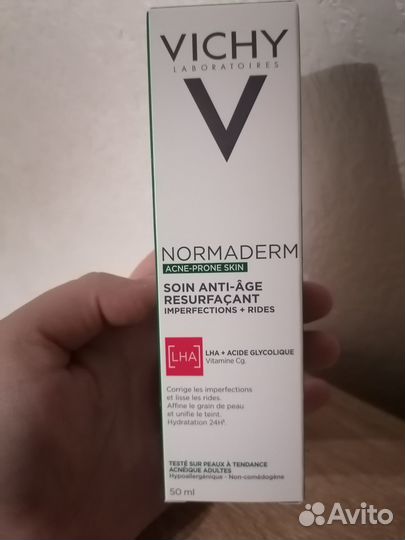 VICHY
LABORATOIRES
V
NORMADERM
ACNE-PRONE SKIN
SOIN ANTI-ÂGE
RESURFAÇANT
IMPERFECTIONS + RIDES
[LHA]
LHA + ACIDE GLYCOLIQUE
Vitamine Cg.
Corrige les imperfections
et lisse les rides.
Affine le grain de peau
et unifie le teint.
Hydratation 24H*.
TESTÉ SUR PEAUX À TENDANCE
ACNÉIQUE ADULTES
Hypoallergénique - Non-comédogène
50 ml
Avito